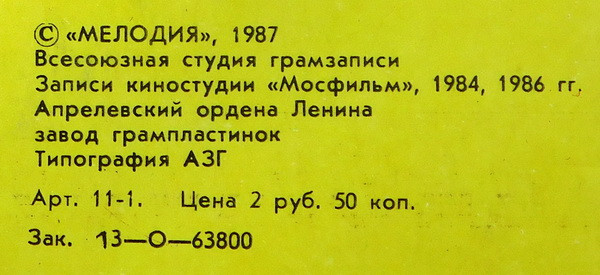 © «МЕЛОДИЯ», 1987
Всесоюзная студия грамзаписи
Записи киностудии «Мосфильм», 1984, 1986 гг.
Апрелевский ордена Ленина
завод грампластинок
Типография АЗГ
Арт. 11-1. Цена 2 руб. 50 коп.
Зак. 13—О—63800